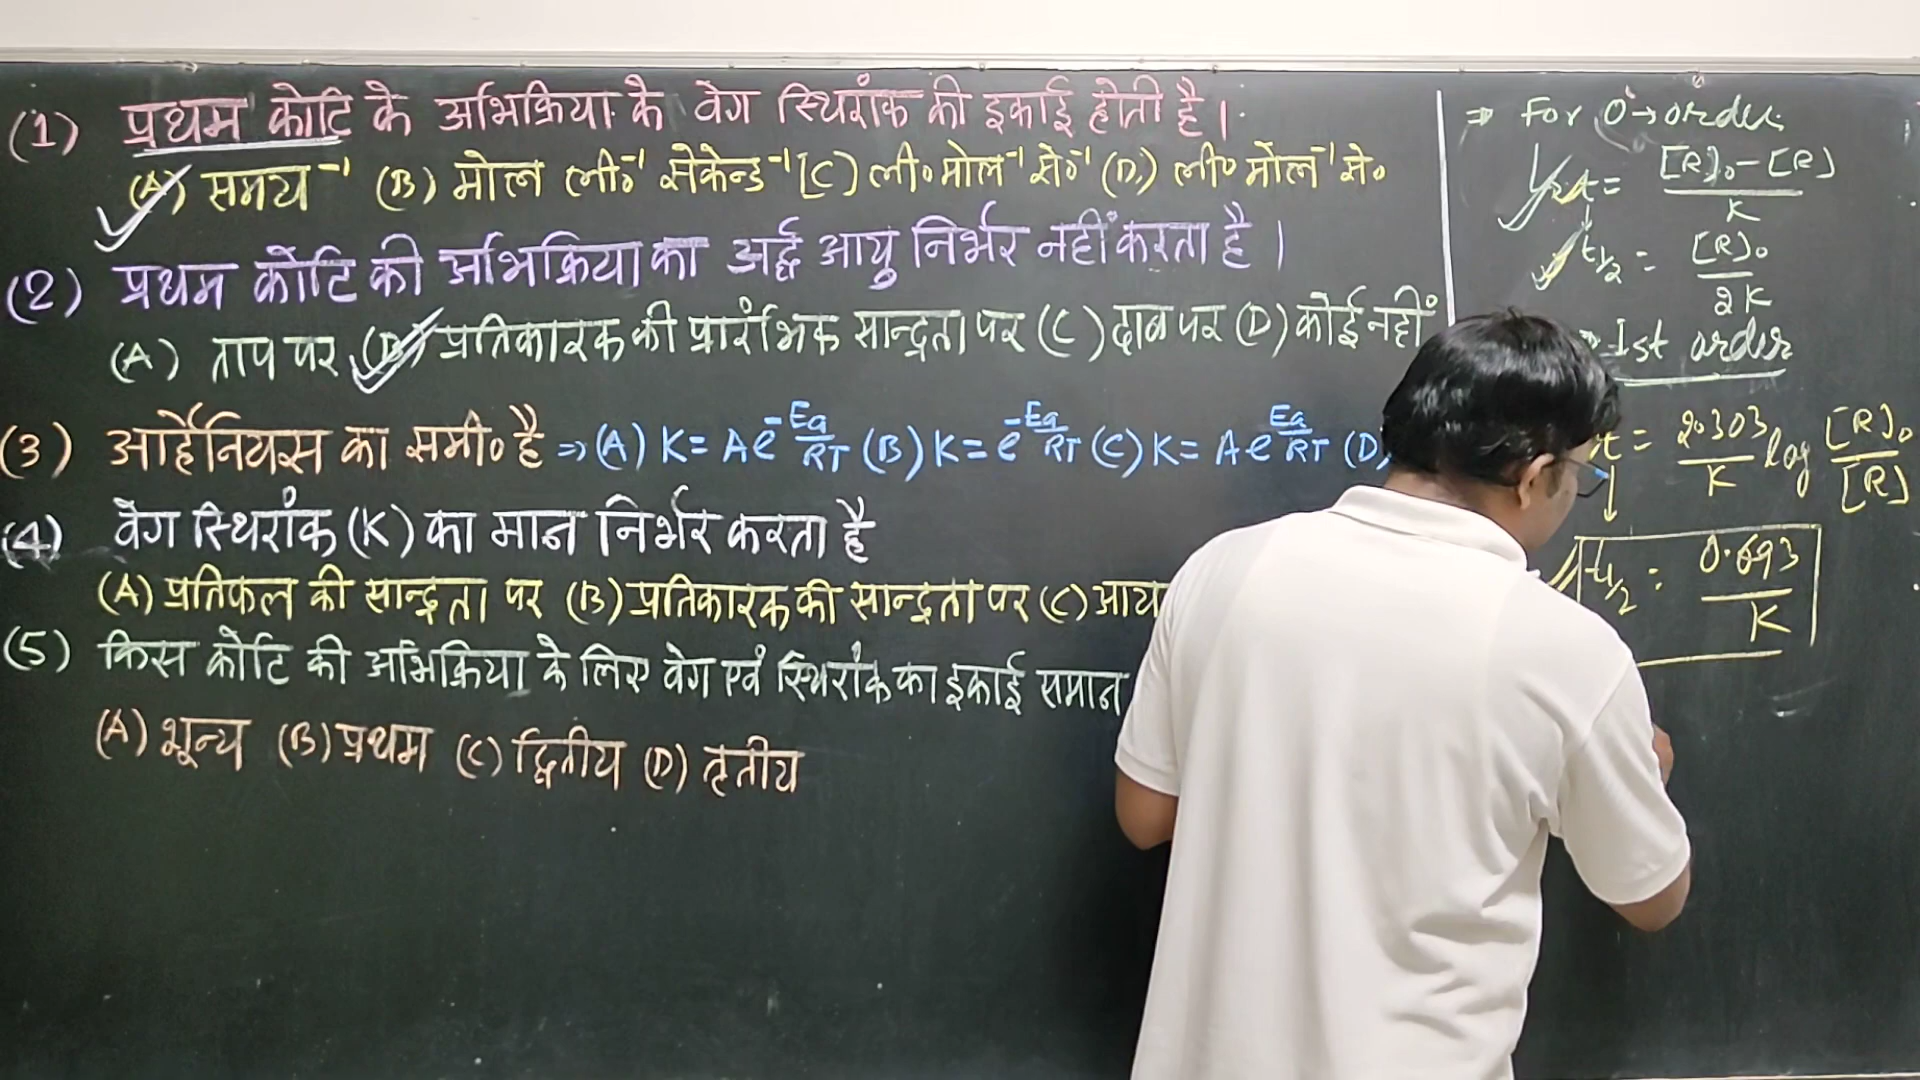 (1) प्रथम कोटि के अभिक्रिया के वेग स्थिरांक की इकाई होती है।
(A) समय⁻¹ (B) मोल ली०⁻¹ सेकेन्ड⁻¹ [C) ली० मोल⁻¹ से०⁻¹ (D) ली० मोल⁻¹ से०
(2) प्रथम कोटि की अभिक्रिया का अर्द्ध आयु निर्भर नहीं करता है।
(A) ताप पर (B) प्रतिकारक की प्रारंभिक सान्द्रता पर (C) दाब पर (D) कोई नहीं
(3) आर्हेनियस का समी० है ⇒ (A) K = Ae^-Ea/RT (B) K = e^-Ea/RT (C) K = Ae^Ea/RT (D)
(4) वेग स्थिरांक (K) का मान निर्भर करता है
(A) प्रतिफल की सान्द्रता पर (B) प्रतिकारक की सान्द्रता पर (C)
(5) किस कोटि की अभिक्रिया के लिए वेग एवं स्थिरांक का इकाई समान
(A) शून्य (B) प्रथम (C) द्वितीय (D) तृतीय
⇒ For 0 → order
t = [R]₀ - [R] / K
t½ = [R]₀ / 2K
Ist order
t = 2.303 / K log [R]₀ / [R]
t½ = 0.693 / K